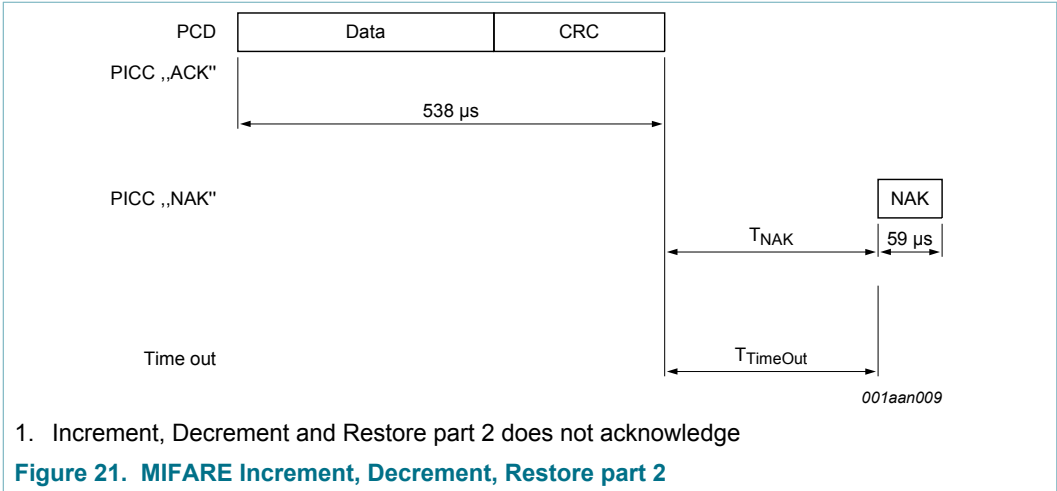 PCD Data CRC
PICC ,,ACK"
538 µs
PICC ,,NAK" NAK
TNAK 59 µs
Time out TTimeOut
001aan009
1. Increment, Decrement and Restore part 2 does not acknowledge
Figure 21. MIFARE Increment, Decrement, Restore part 2